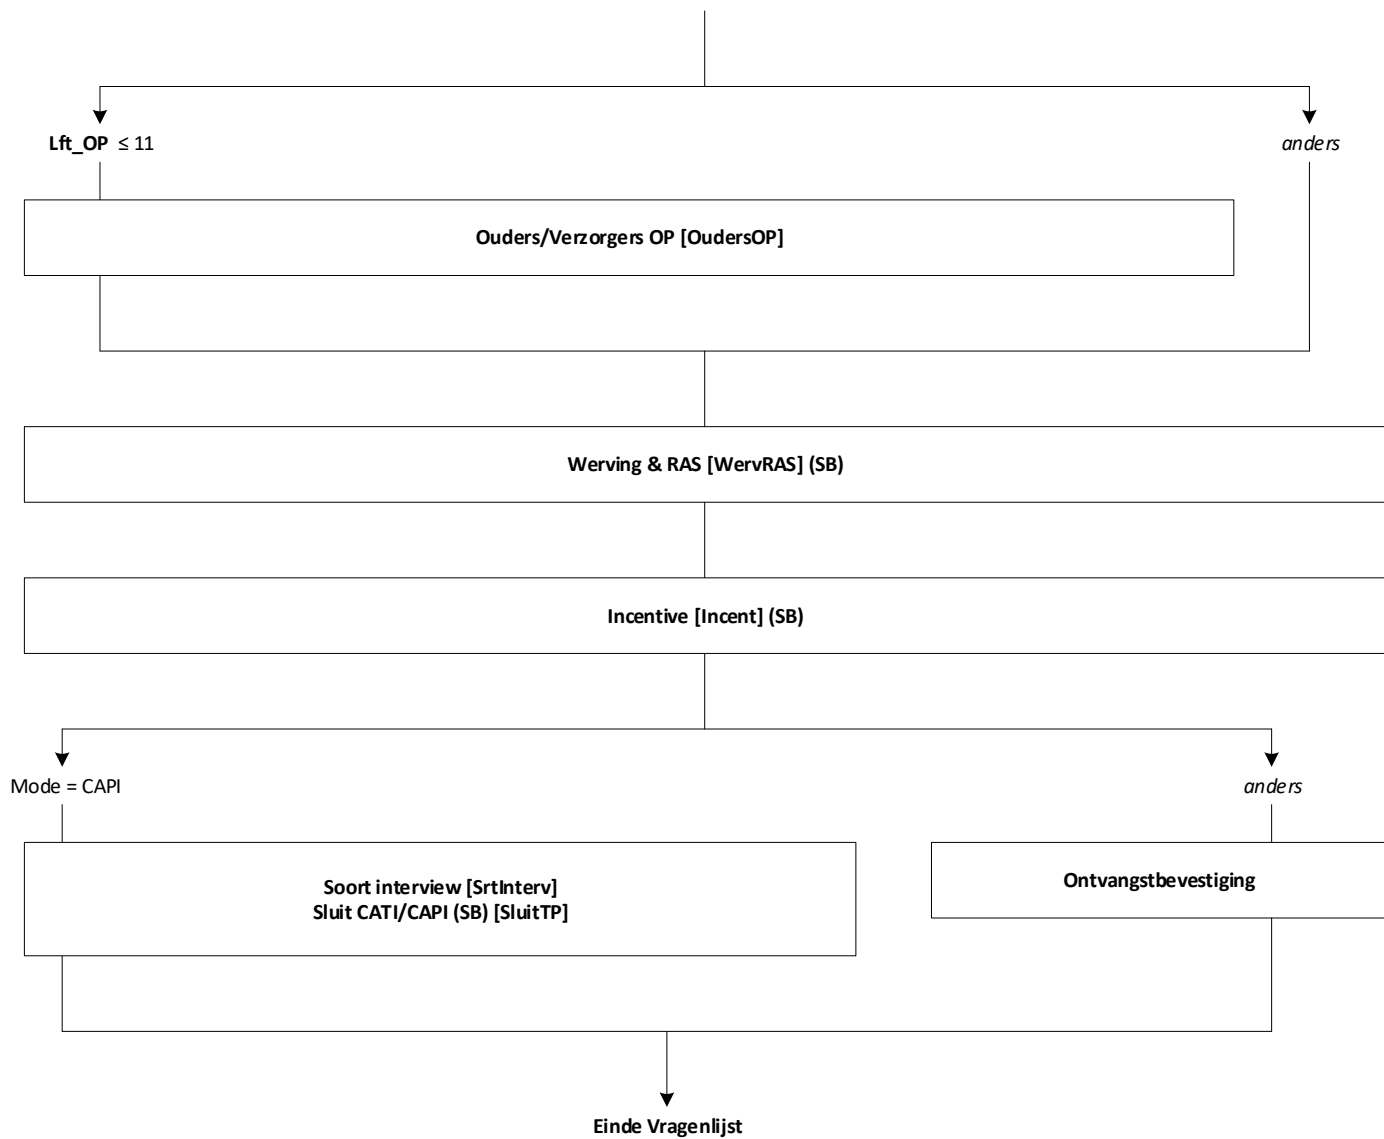 Lft_OP ≤ 11
anders
Ouders/Verzorgers OP [OudersOP]
Werving & RAS [WervRAS] (SB)
Incentive [Incent] (SB)
Mode = CAPI
anders
Soort interview [SrtInterv]
Sluit CATI/CAPI (SB) [SluitTP]
Ontvangstbevestiging
Einde Vragenlijst